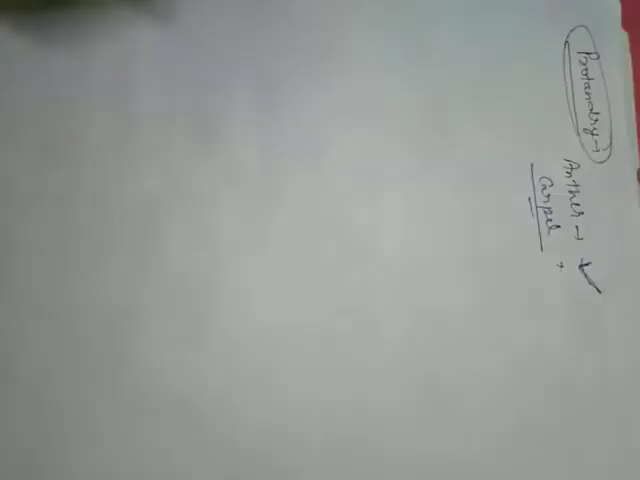 Protandry →
Anther → ✓
Carpel